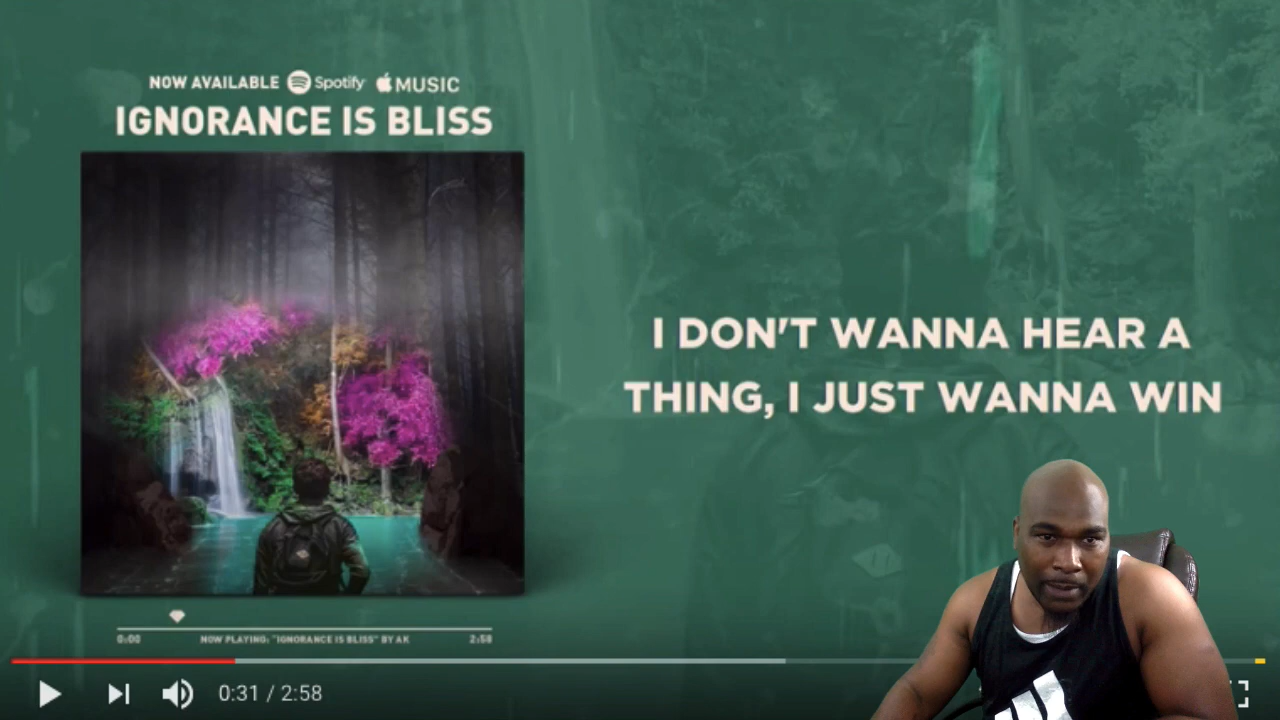 NOW AVAILABLE Spotify MUSIC
IGNORANCE IS BLISS
I DON'T WANNA HEAR A
THING, I JUST WANNA WIN
0:00 NOW PLAYING: "IGNORANCE IS BLISS" BY AK 2:58
0:31 / 2:58